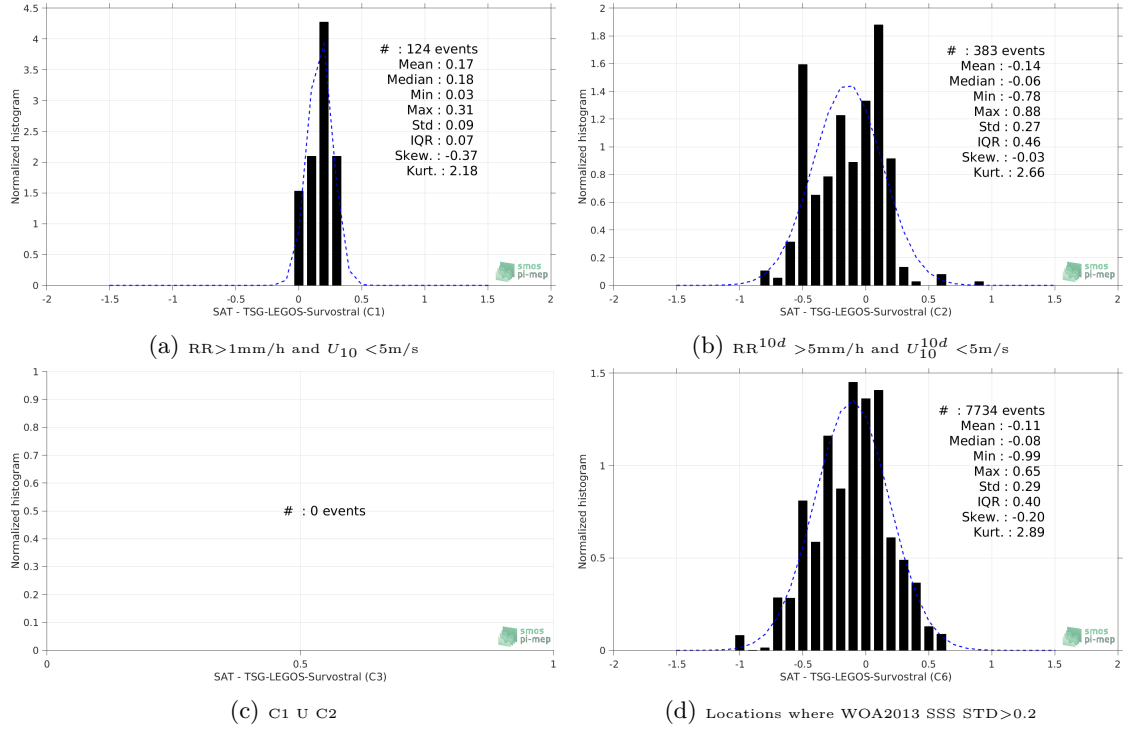 4.5
4
3.5
3
2.5
2
1.5
1
0.5
0
Normalized histogram
-2 -1.5 -1 -0.5 0 0.5 1 1.5 2
SAT - TSG-LEGOS-Survostral (C1)
# : 124 events
Mean : 0.17
Median : 0.18
Min : 0.03
Max : 0.31
Std : 0.09
IQR : 0.07
Skew. : -0.37
Kurt. : 2.18
smos
pi-mep
(a) RR>1mm/h and U10 <5m/s
2
1.8
1.6
1.4
1.2
1
0.8
0.6
0.4
0.2
0
Normalized histogram
-2 -1.5 -1 -0.5 0 0.5 1 1.5 2
SAT - TSG-LEGOS-Survostral (C2)
# : 383 events
Mean : -0.14
Median : -0.06
Min : -0.78
Max : 0.88
Std : 0.27
IQR : 0.46
Skew. : -0.03
Kurt. : 2.66
smos
pi-mep
(b) RR10d >5mm/h and U10d10 <5m/s
1
0.9
0.8
0.7
0.6
0.5
0.4
0.3
0.2
0.1
0
Normalized histogram
0 0.5 1
SAT - TSG-LEGOS-Survostral (C3)
# : 0 events
smos
pi-mep
(c) C1 U C2
1.5
1
0.5
0
Normalized histogram
-2 -1.5 -1 -0.5 0 0.5 1 1.5 2
SAT - TSG-LEGOS-Survostral (C6)
# : 7734 events
Mean : -0.11
Median : -0.08
Min : -0.99
Max : 0.65
Std : 0.29
IQR : 0.40
Skew. : -0.20
Kurt. : 2.89
smos
pi-mep
(d) Locations where WOA2013 SSS STD>0.2